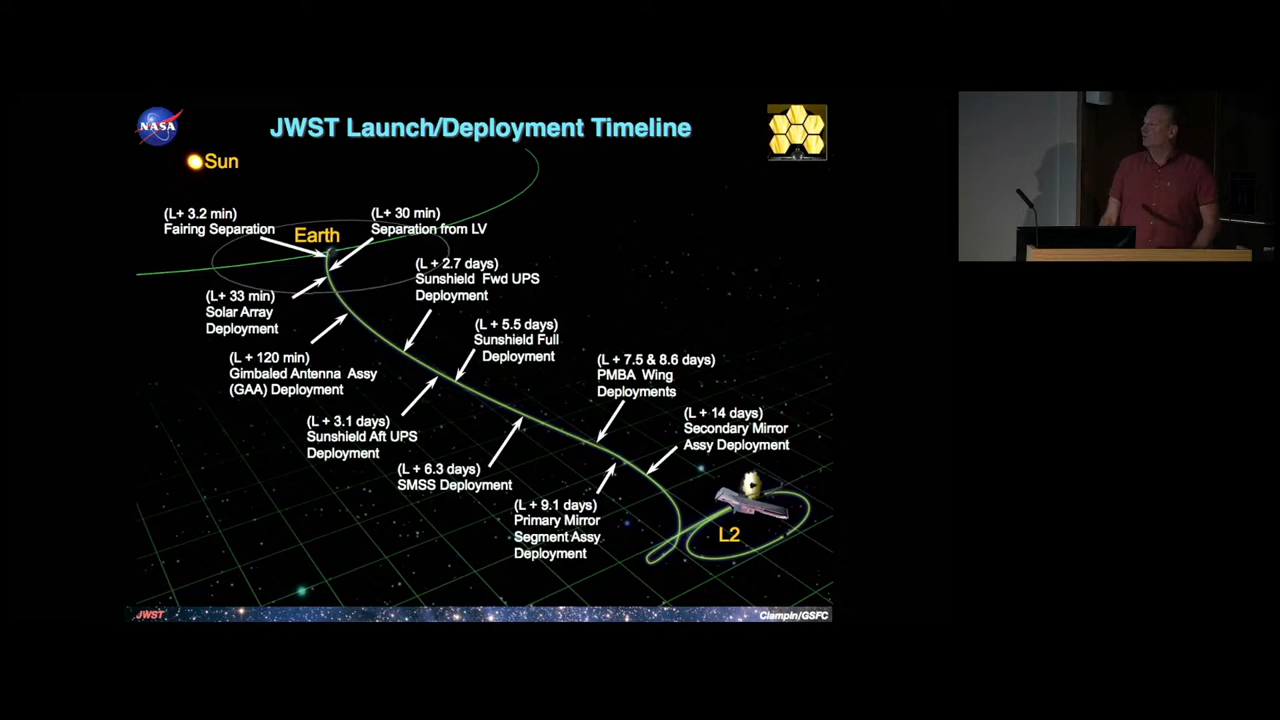 NASA
JWST Launch/Deployment Timeline
Sun
(L+ 3.2 min)
Fairing Separation
(L+ 30 min)
Separation from LV
Earth
(L + 2.7 days)
Sunshield Fwd UPS
Deployment
(L+ 33 min)
Solar Array
Deployment
(L + 5.5 days)
Sunshield Full
Deployment
(L + 120 min)
Gimbaled Antenna Assy
(GAA) Deployment
(L + 7.5 & 8.6 days)
PMBA Wing
Deployments
(L + 3.1 days)
Sunshield Aft UPS
Deployment
(L + 14 days)
Secondary Mirror
Assy Deployment
(L + 6.3 days)
SMSS Deployment
(L + 9.1 days)
Primary Mirror
Segment Assy
Deployment
L2
JWST
Clampin/GSFC